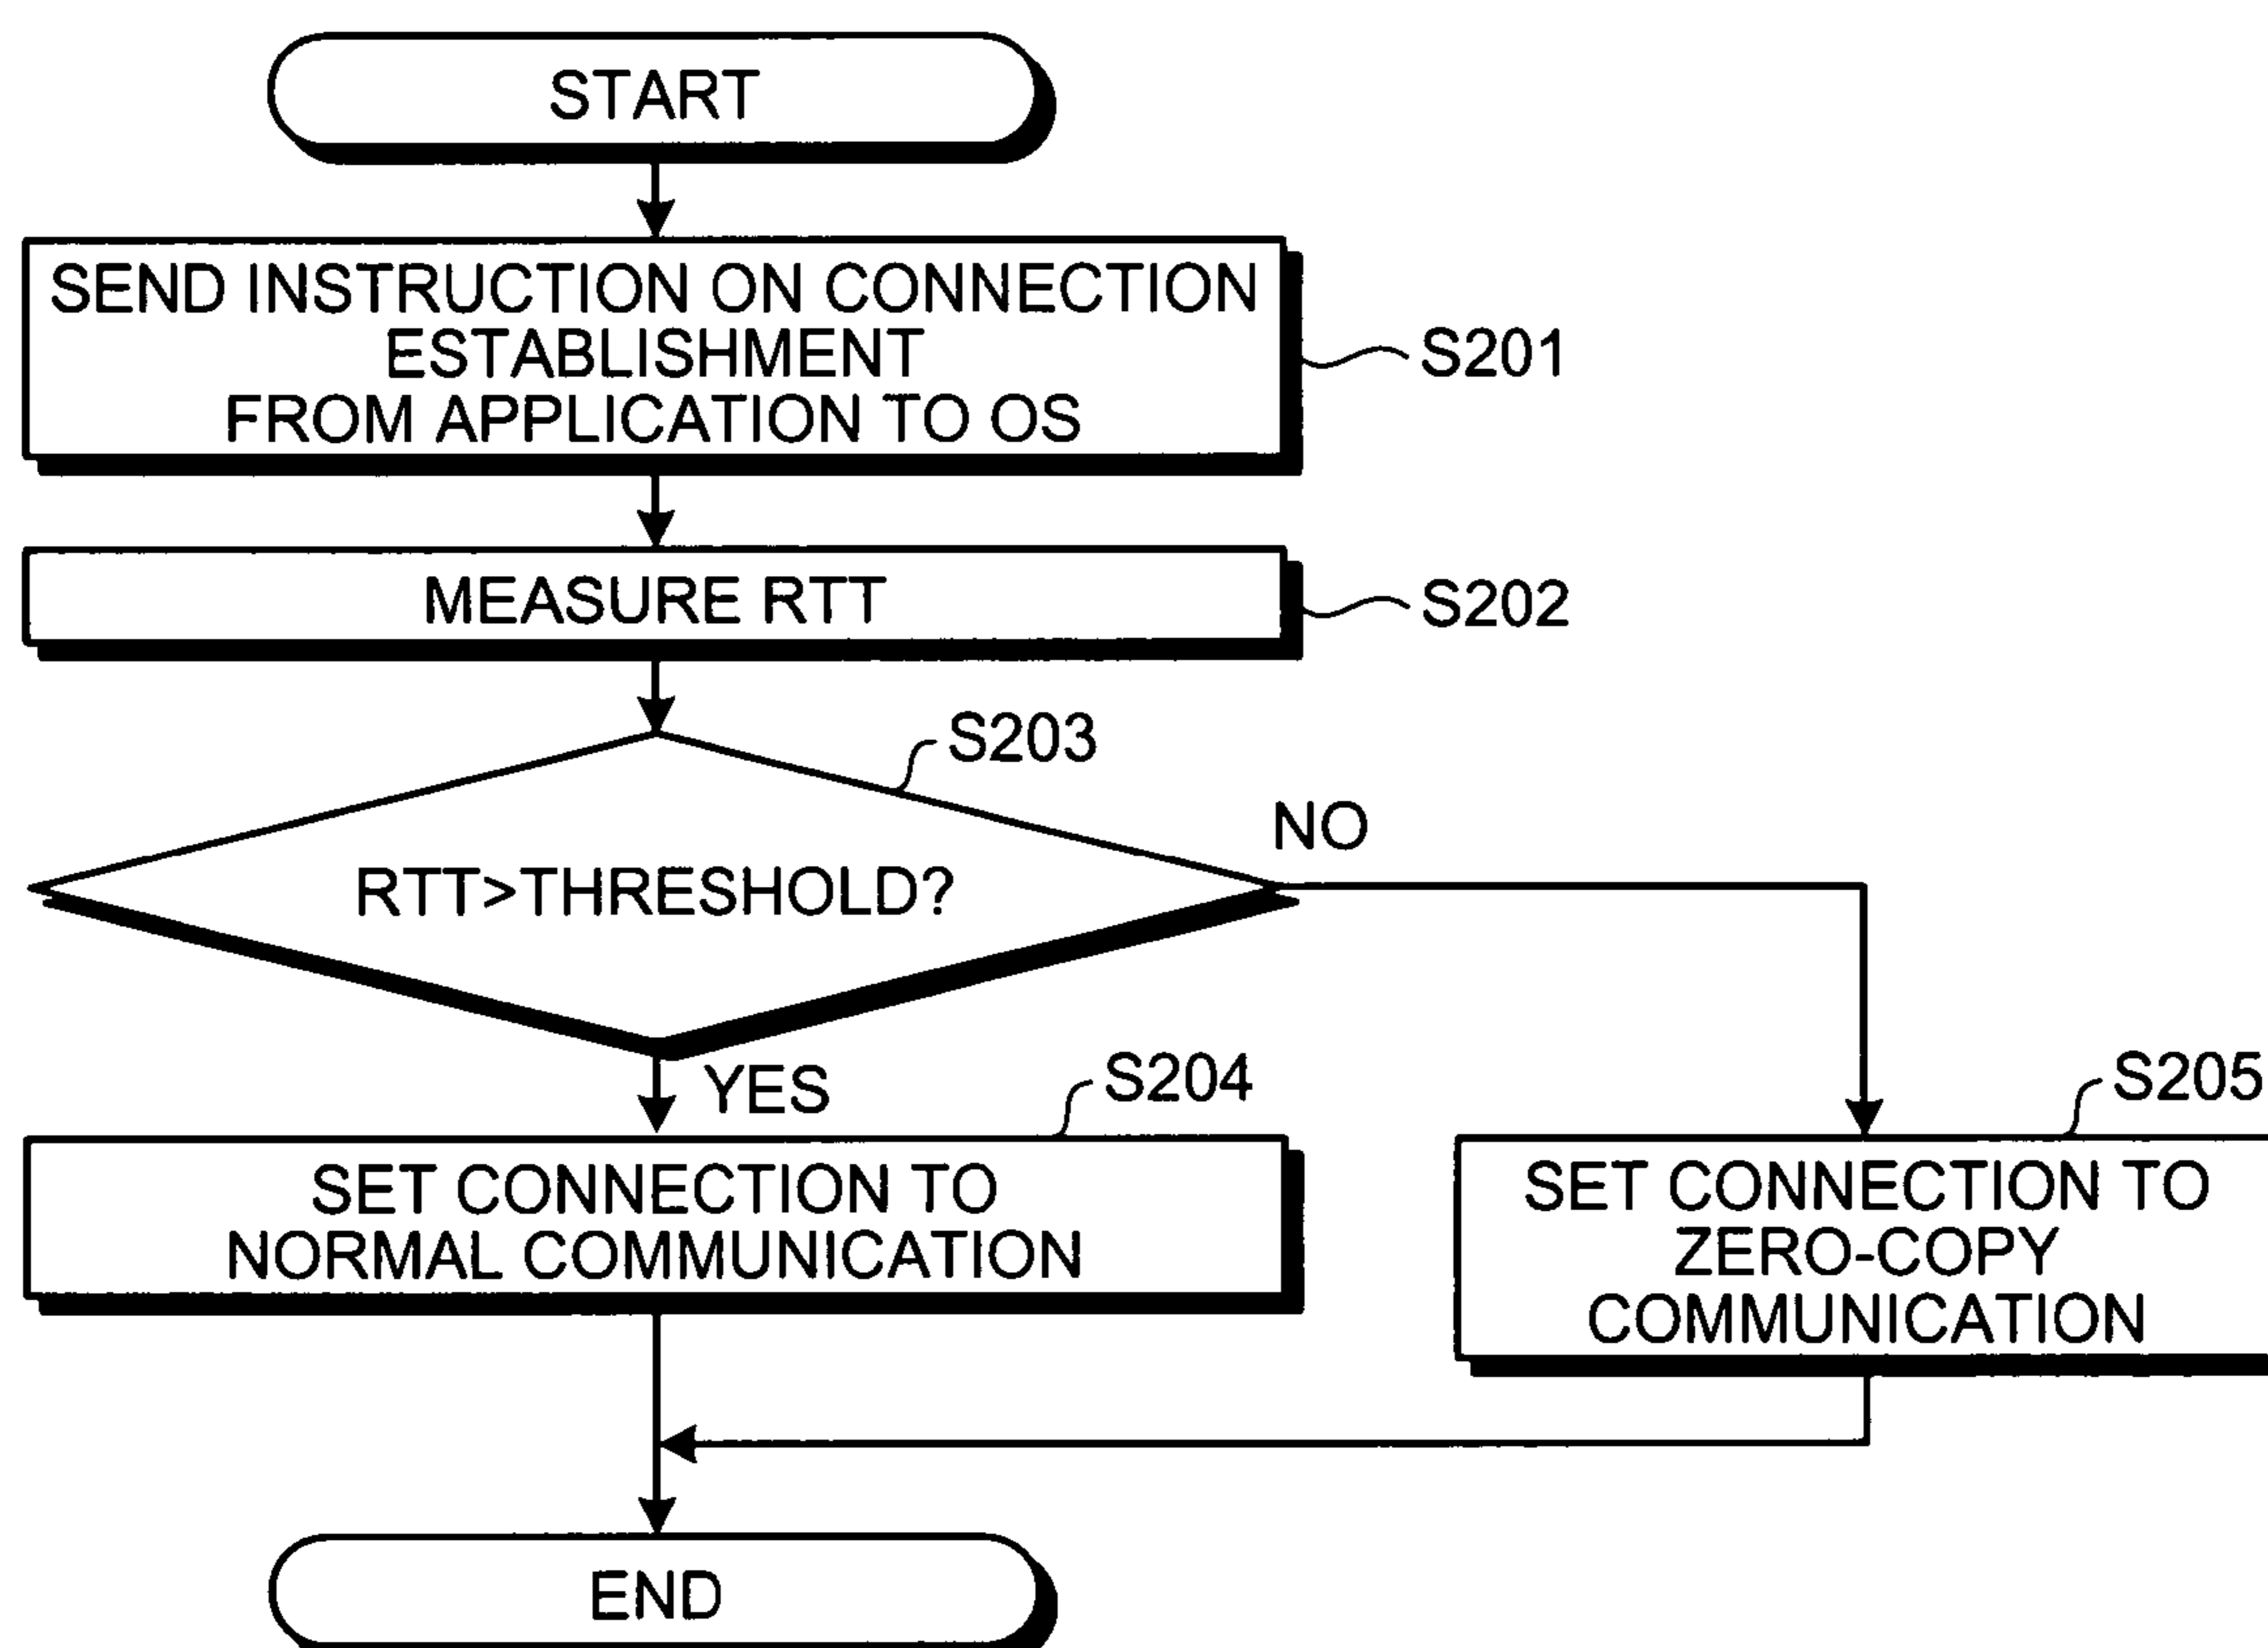 START
SEND INSTRUCTION ON CONNECTION
ESTABLISHMENT
FROM APPLICATION TO OS
S201
MEASURE RTT
S202
S203
RTT>THRESHOLD?
NO
YES
S204
SET CONNECTION TO
NORMAL COMMUNICATION
S205
SET CONNECTION TO
ZERO-COPY
COMMUNICATION
END